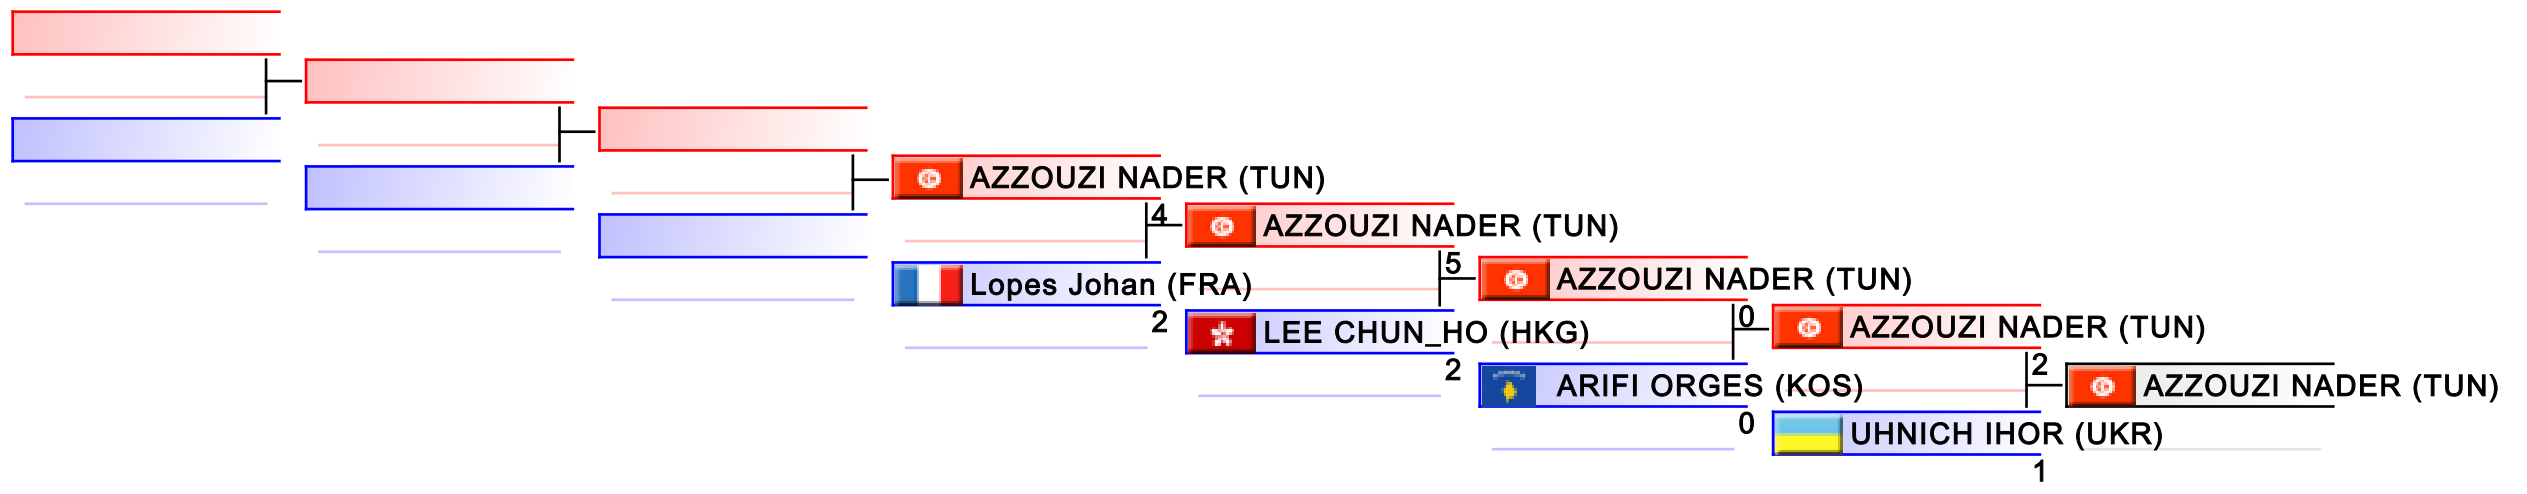 AZZOUZI NADER (TUN)
4
AZZOUZI NADER (TUN)
Lopes Johan (FRA)
5
AZZOUZI NADER (TUN)
2
LEE CHUN_HO (HKG)
0
AZZOUZI NADER (TUN)
2
ARIFI ORGES (KOS)
2
AZZOUZI NADER (TUN)
0
UHNICH IHOR (UKR)
1